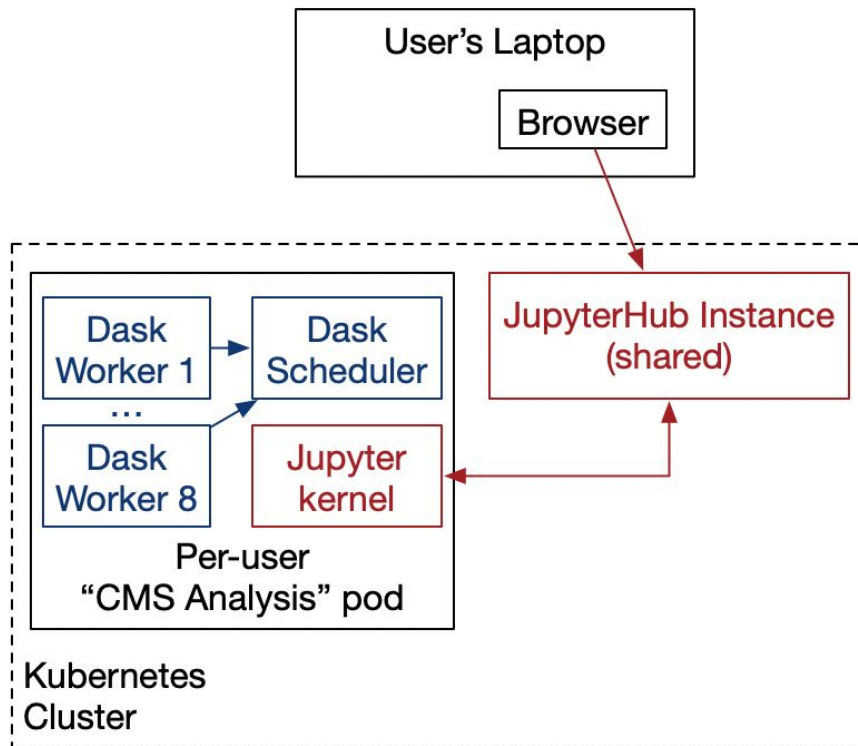 User’s Laptop
Browser
JupyterHub Instance
(shared)
Dask
Worker 1
Dask
Scheduler
...
Dask
Worker 8
Jupyter
kernel
Per-user
“CMS Analysis” pod
Kubernetes
Cluster